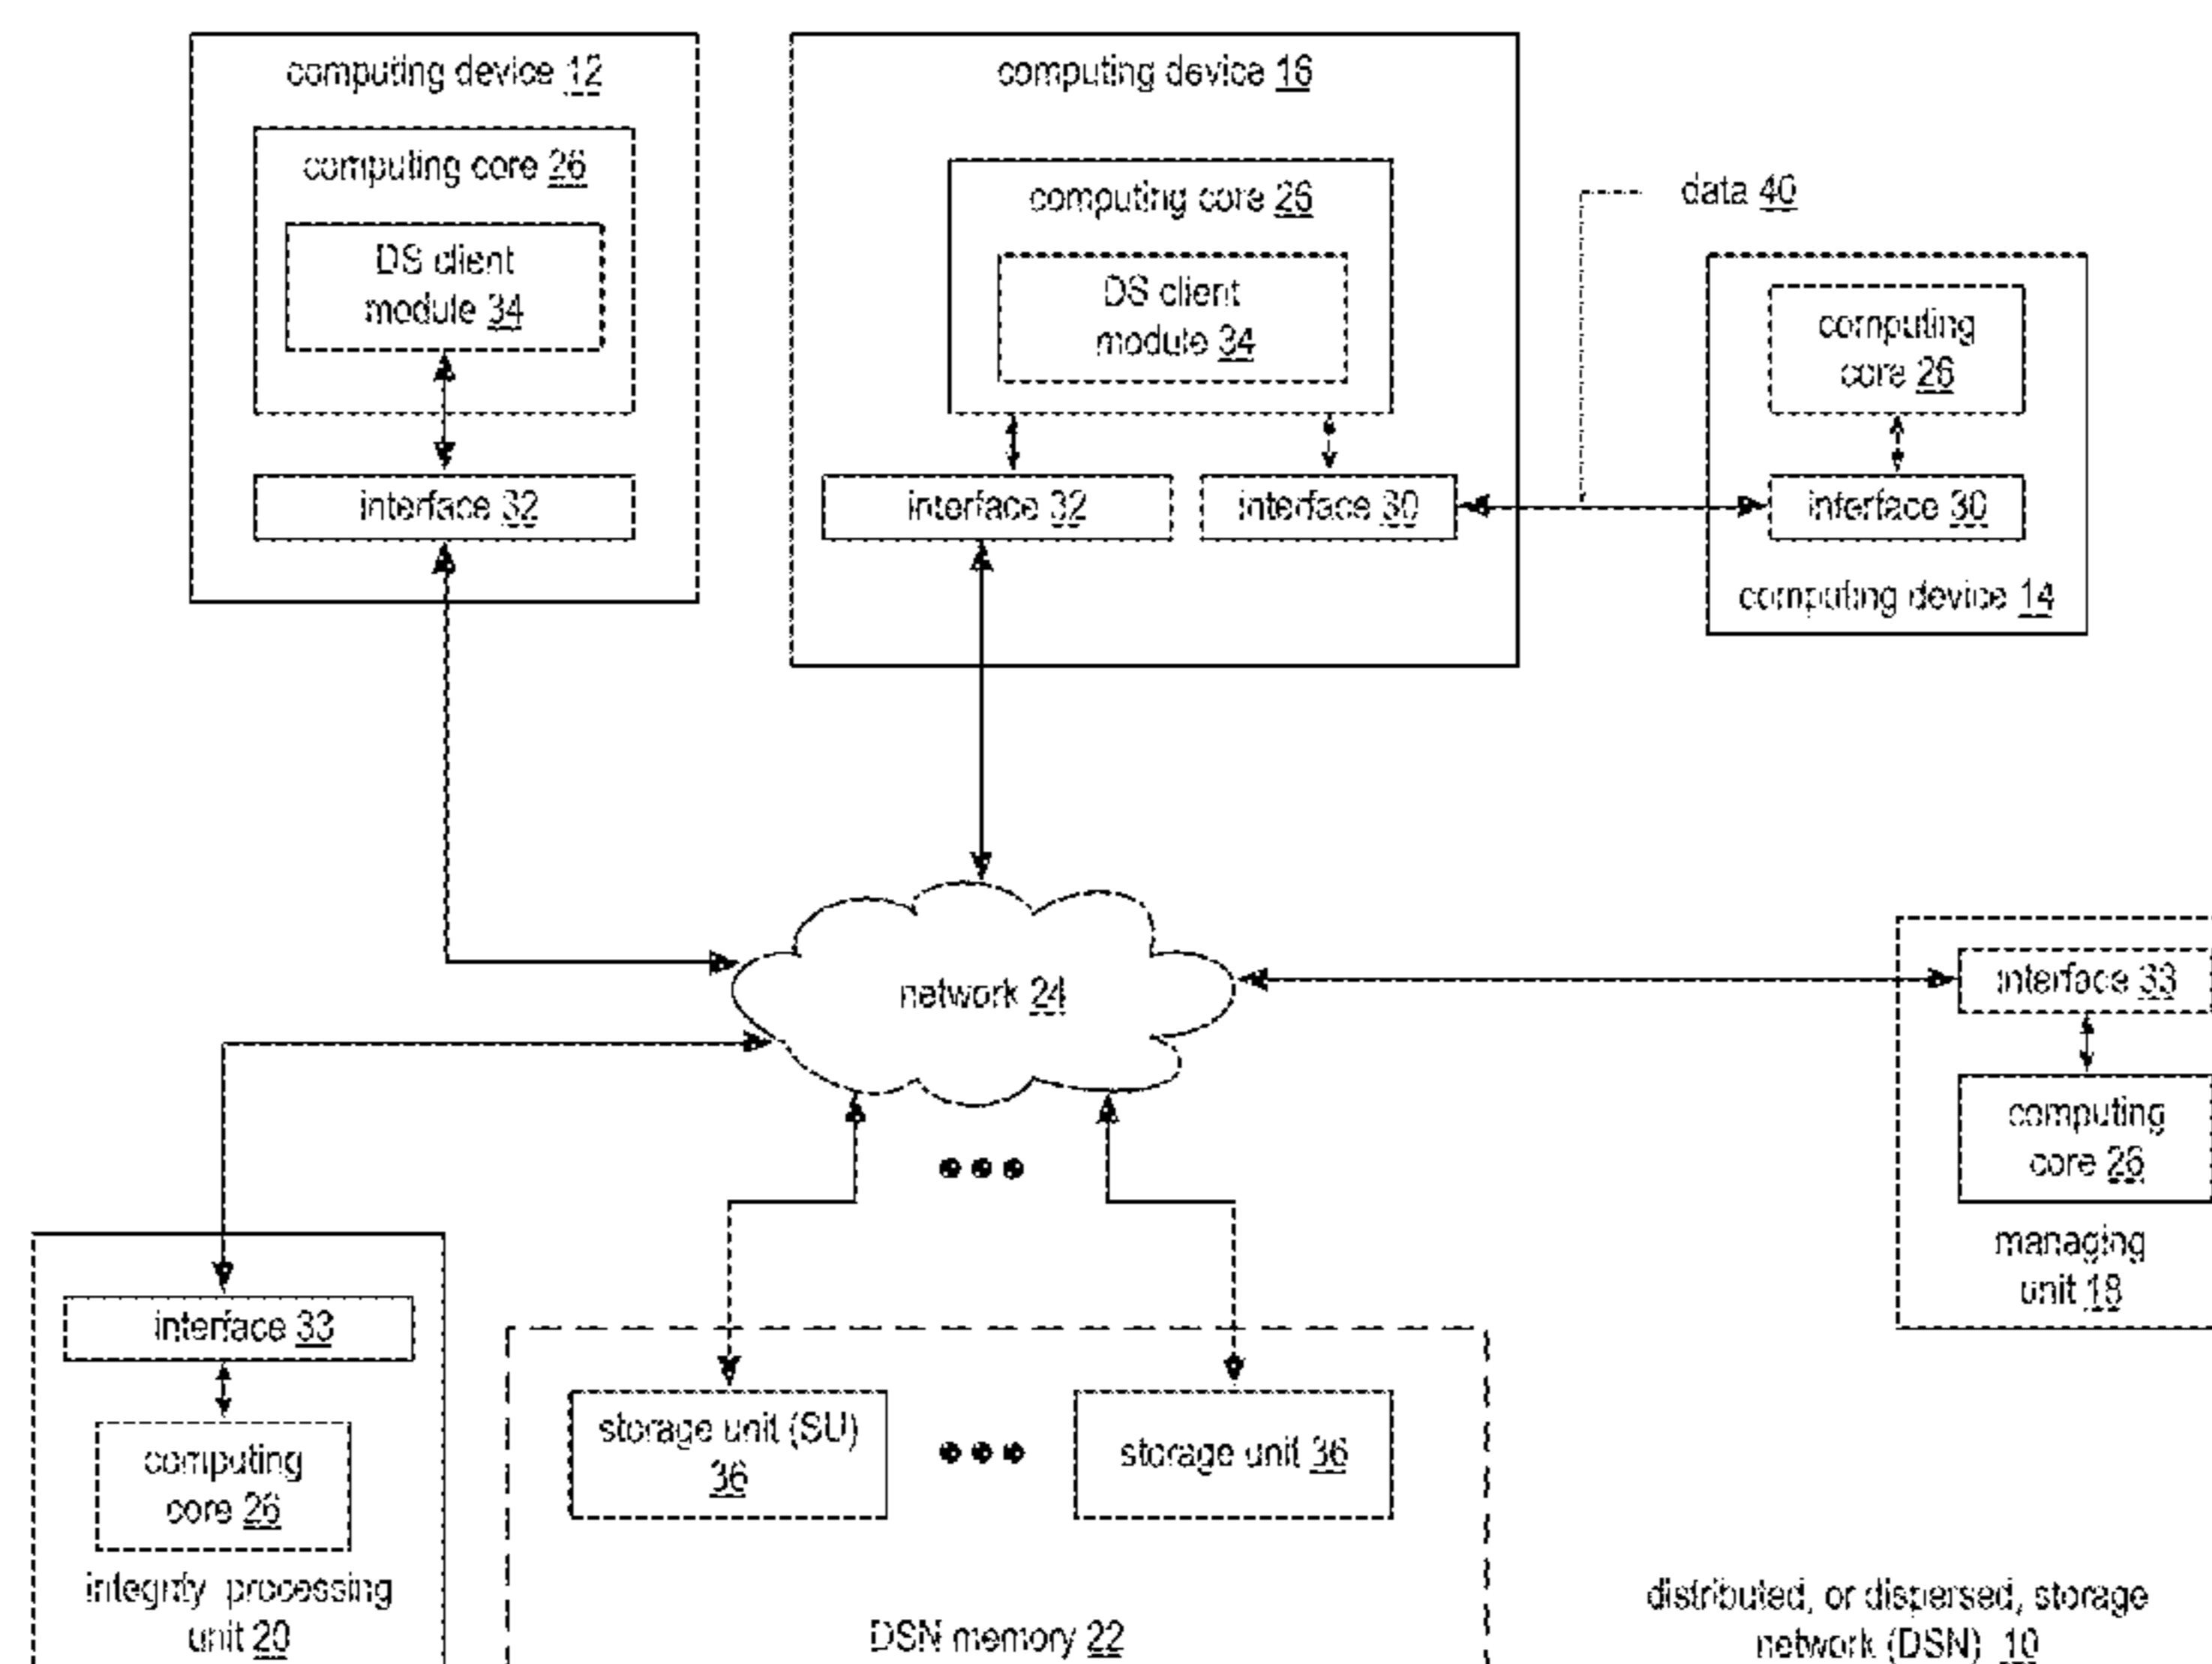 computing device 12
computing core 26
DS client
module 34
interface 32
computing device 16
computing core 26
DS client
module 34
interface 32
interface 30
data 40
computing
core 26
interface 30
computing device 14
network 24
interface 33
computing
core 26
managing
unit 18
interface 33
computing
core 26
integrity processing
unit 20
storage unit (SU)
36
storage unit 36
DSN memory 22
distributed, or dispersed, storage
network (DSN) 10